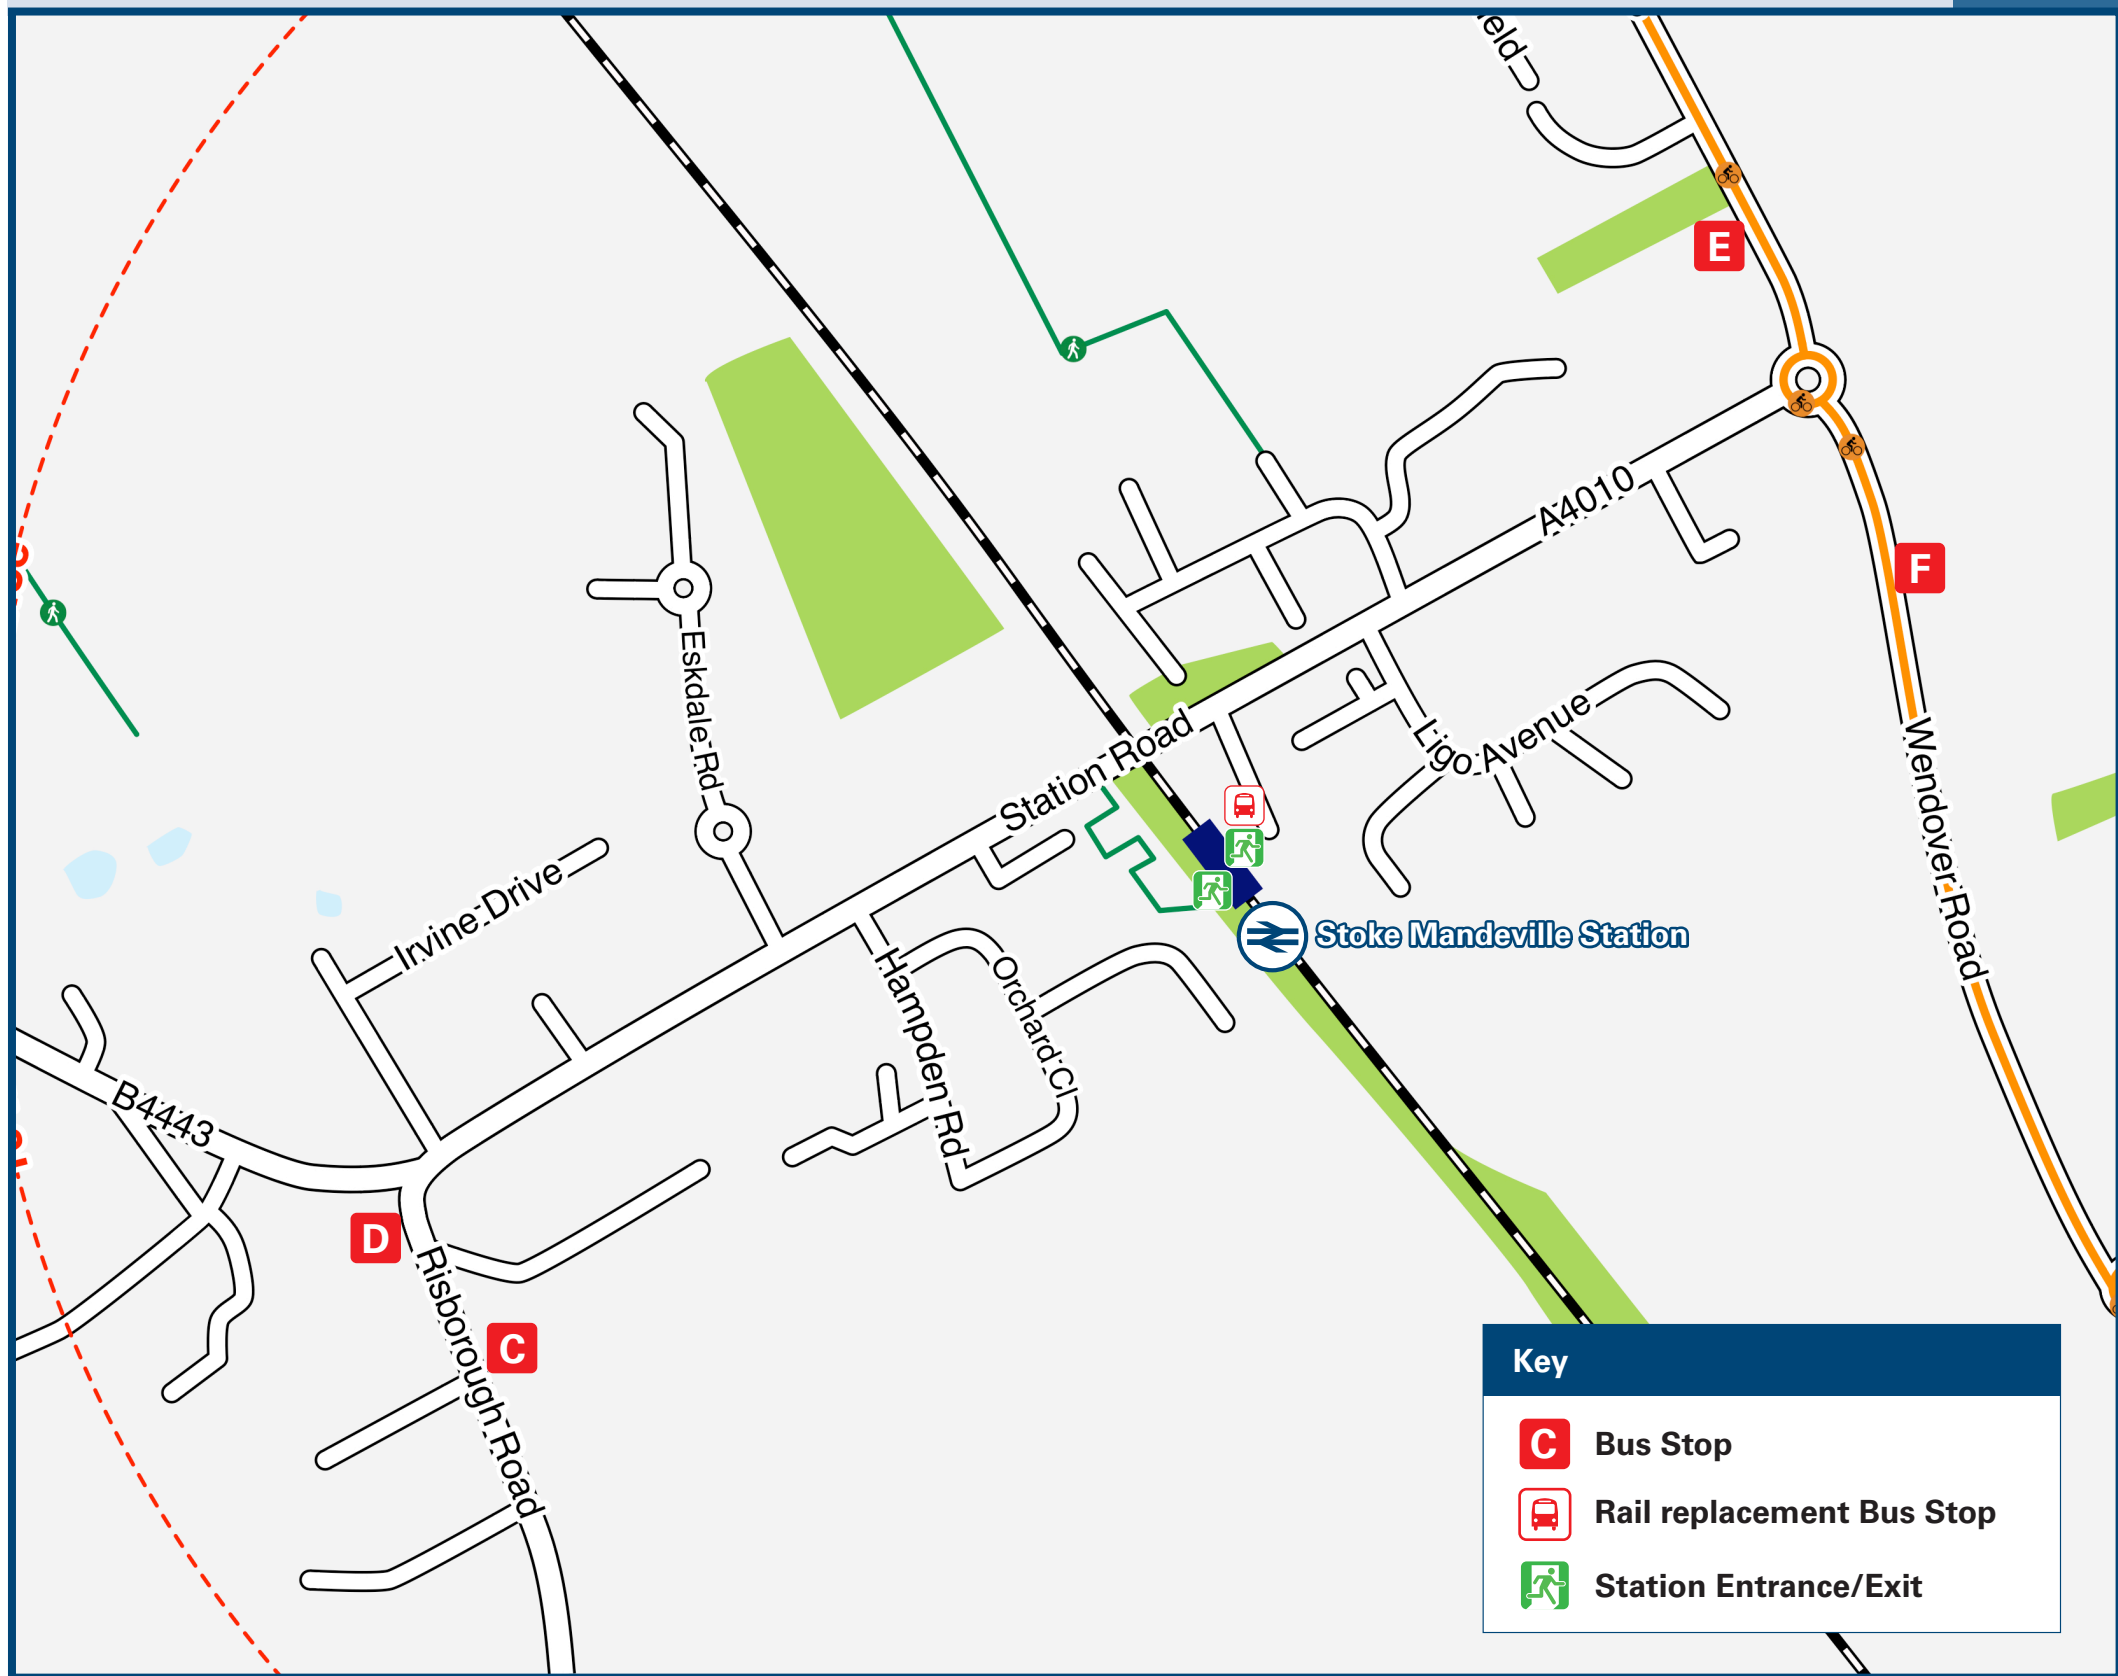 eld
E
A4010
F
Eskdale Rd
Station Road
Ligo Avenue
Wendover Road
Irvine Drive
Stoke Mandeville Station
Hampden Rd
Orchard Cl
B4443
D
Risborough Road
C
Key
C Bus Stop
Rail replacement Bus Stop
Station Entrance/Exit